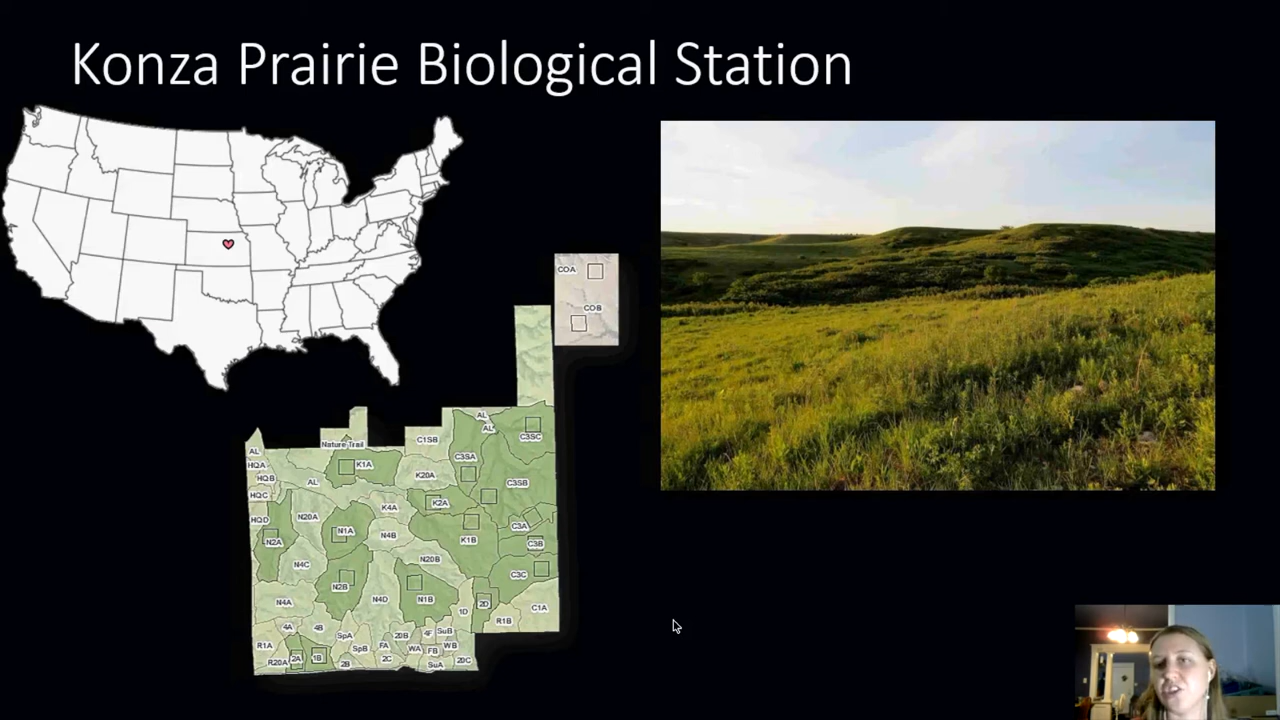 Konza Prairie Biological Station
COA
COB
AL
AL
C3SC
Nature Trail
C1SB
AL
HQA
K1A
C3SA
HQB
AL
K20A
C3SB
HQC
K2A
K4A
HQD
N20A
N1A
C3A
N2A
N4B
K1B
C3B
N4C
N20B
C3C
N2B
N4A
N4D
N1B
2D
1D
C1A
R1B
4A
4B
SpA
20B
4F
SuB
R1A
SpB
FA
WA
FB
WB
R20A
2A
1B
2B
2C
SuA
20C